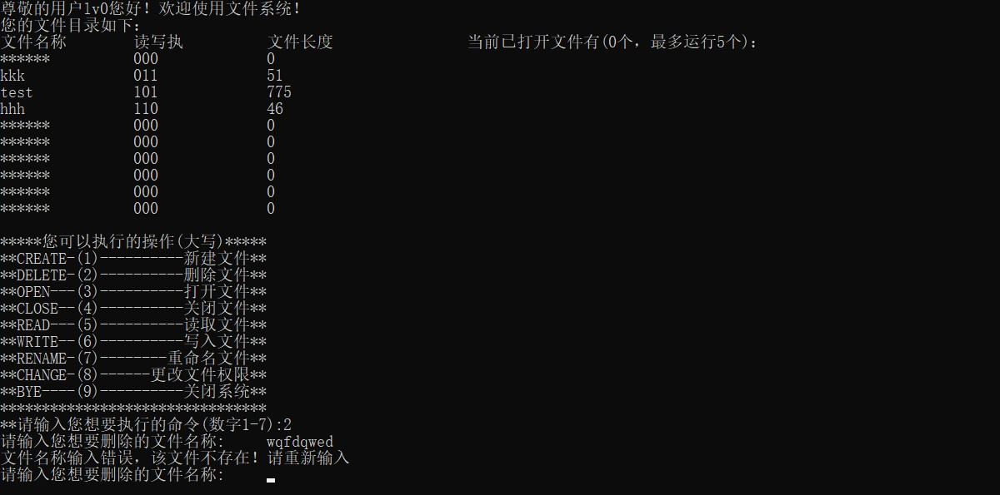 尊敬的用户lv0您好！欢迎使用文件系统！
您的文件目录如下：
文件名称 读写执 文件长度 当前已打开文件有(0个，最多运行5个)：
****** 000 0
kkk 011 51
test 101 775
hhh 110 46
****** 000 0
****** 000 0
****** 000 0
****** 000 0
****** 000 0
****** 000 0
*****您可以执行的操作(大写)*****
**CREATE-(1)----------新建文件**
**DELETE-(2)----------删除文件**
**OPEN---(3)----------打开文件**
**CLOSE--(4)----------关闭文件**
**READ---(5)----------读取文件**
**WRITE--(6)----------写入文件**
**RENAME-(7)--------重命名文件**
**CHANGE-(8)------更改文件权限**
**BYE----(9)----------关闭系统**
********************************
**请输入您想要执行的命令(数字1-7):2
请输入您想要删除的文件名称: wqfdqwed
文件名称输入错误，该文件不存在！请重新输入
请输入您想要删除的文件名称: